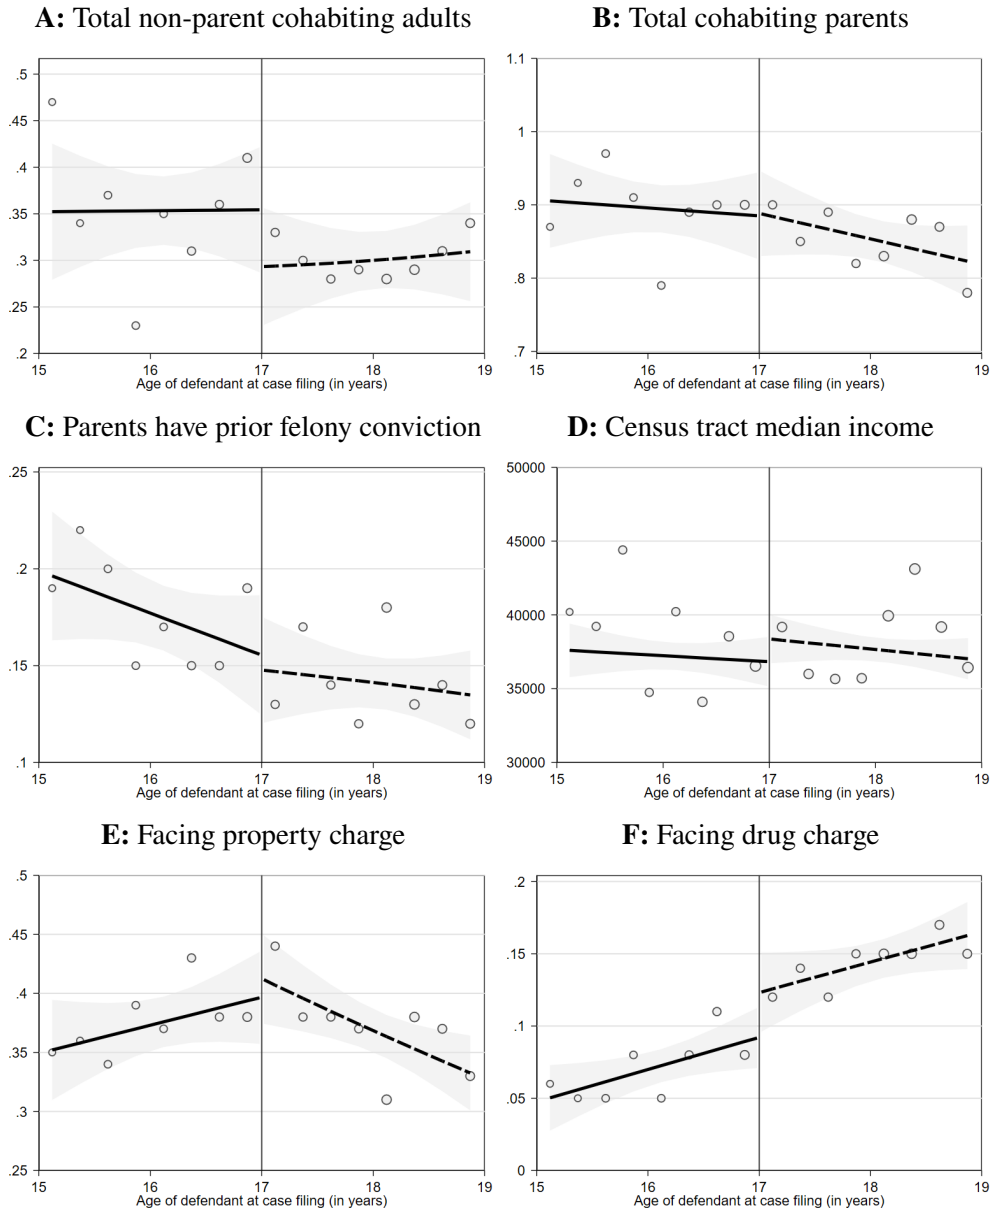 A: Total non-parent cohabiting adults
.5
.45
.4
.35
.3
.25
.2
15 16 17 18 19
Age of defendant at case filing (in years)
B: Total cohabiting parents
1.1
1
.9
.8
.7
15 16 17 18 19
Age of defendant at case filing (in years)
C: Parents have prior felony conviction
.25
.2
.15
.1
15 16 17 18 19
Age of defendant at case filing (in years)
D: Census tract median income
50000
45000
40000
35000
30000
15 16 17 18 19
Age of defendant at case filing (in years)
E: Facing property charge
.5
.45
.4
.35
.3
.25
15 16 17 18 19
Age of defendant at case filing (in years)
F: Facing drug charge
.2
.15
.1
.05
0
15 16 17 18 19
Age of defendant at case filing (in years)